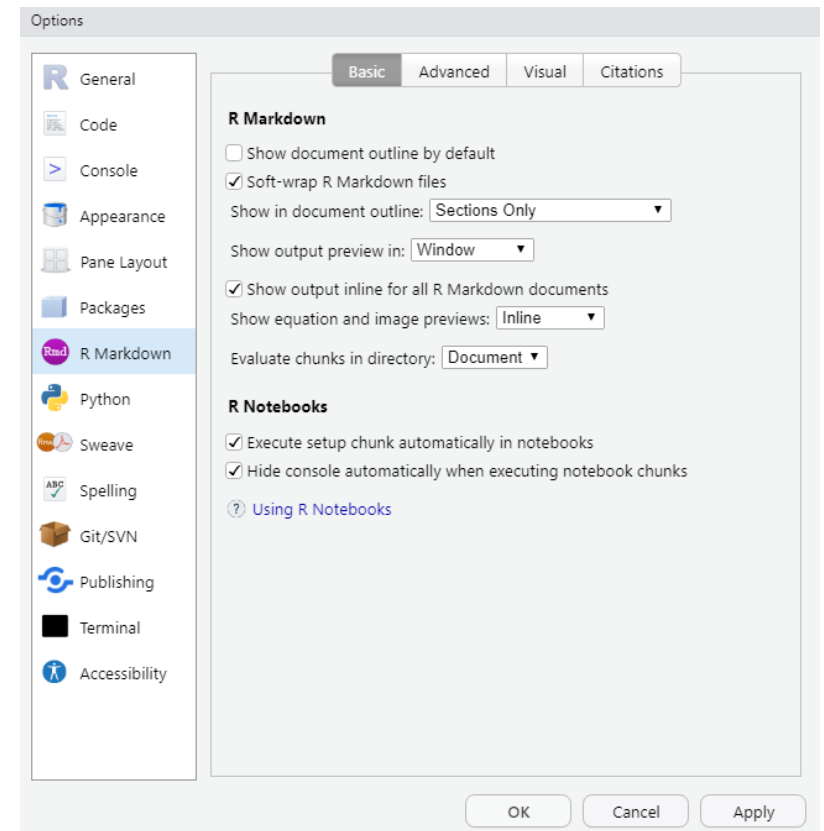 Options
General
Code
Console
Appearance
Pane Layout
Packages
R Markdown
Python
Sweave
Spelling
Git/SVN
Publishing
Terminal
Accessibility
Basic Advanced Visual Citations
R Markdown
Show document outline by default
Soft-wrap R Markdown files
Show in document outline: Sections Only
Show output preview in: Window
Show output inline for all R Markdown documents
Show equation and image previews: Inline
Evaluate chunks in directory: Document
R Notebooks
Execute setup chunk automatically in notebooks
Hide console automatically when executing notebook chunks
? Using R Notebooks
OK Cancel Apply
R
Rmd
ABC